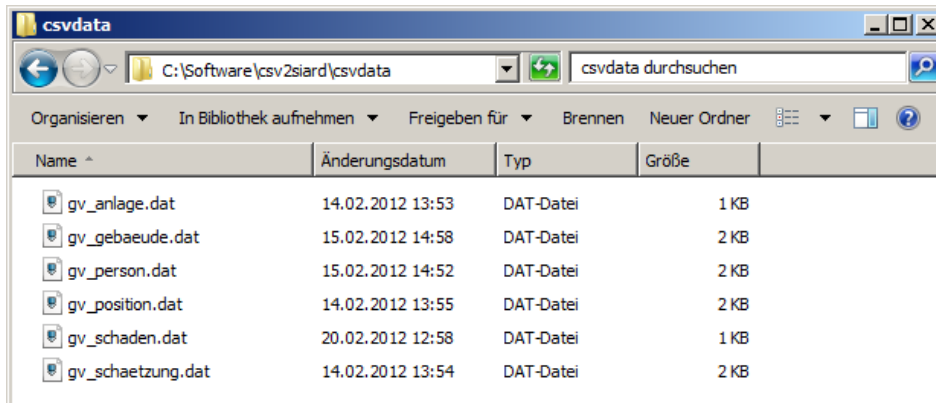 csvdata
C:\Software\csv2siard\csvdata csvdata durchsuchen
Organisieren In Bibliothek aufnehmen Freigeben für Brennen Neuer Ordner
Name Änderungsdatum Typ Größe
gv_anlage.dat 14.02.2012 13:53 DAT-Datei 1 KB
gv_gebaeude.dat 15.02.2012 14:58 DAT-Datei 2 KB
gv_person.dat 15.02.2012 14:52 DAT-Datei 2 KB
gv_position.dat 14.02.2012 13:55 DAT-Datei 2 KB
gv_schaden.dat 20.02.2012 12:58 DAT-Datei 1 KB
gv_schaetzung.dat 14.02.2012 13:54 DAT-Datei 2 KB